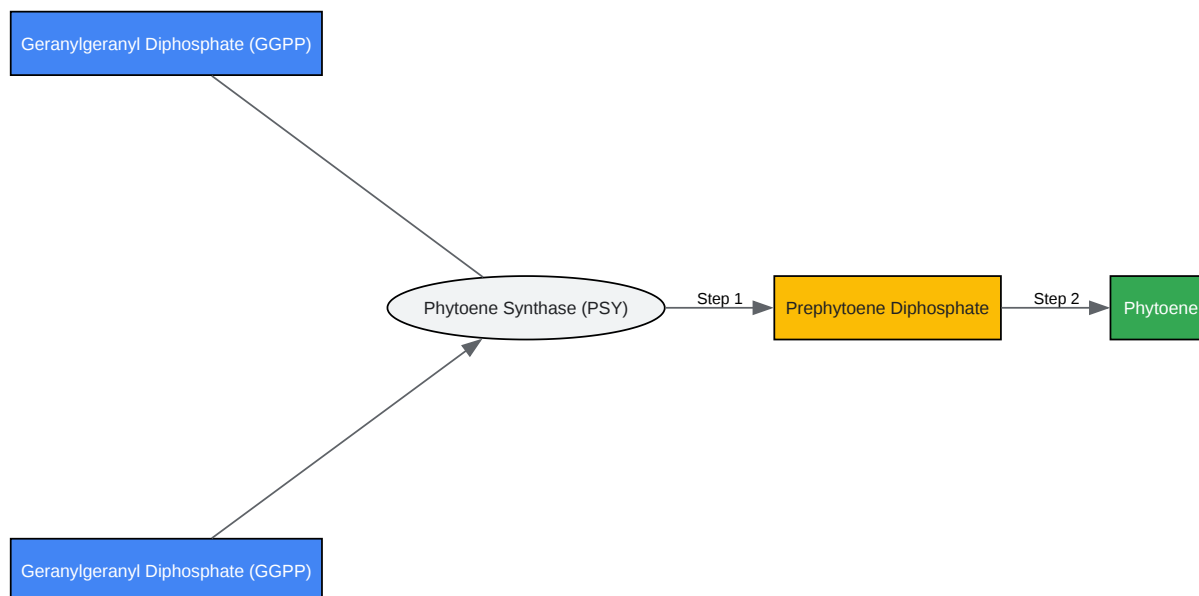 Geranylgeranyl Diphosphate (GGPP)
Phytoene Synthase (PSY)
Step 1
Prephytoene Diphosphate
Step 2
Phytoene
Geranylgeranyl Diphosphate (GGPP)